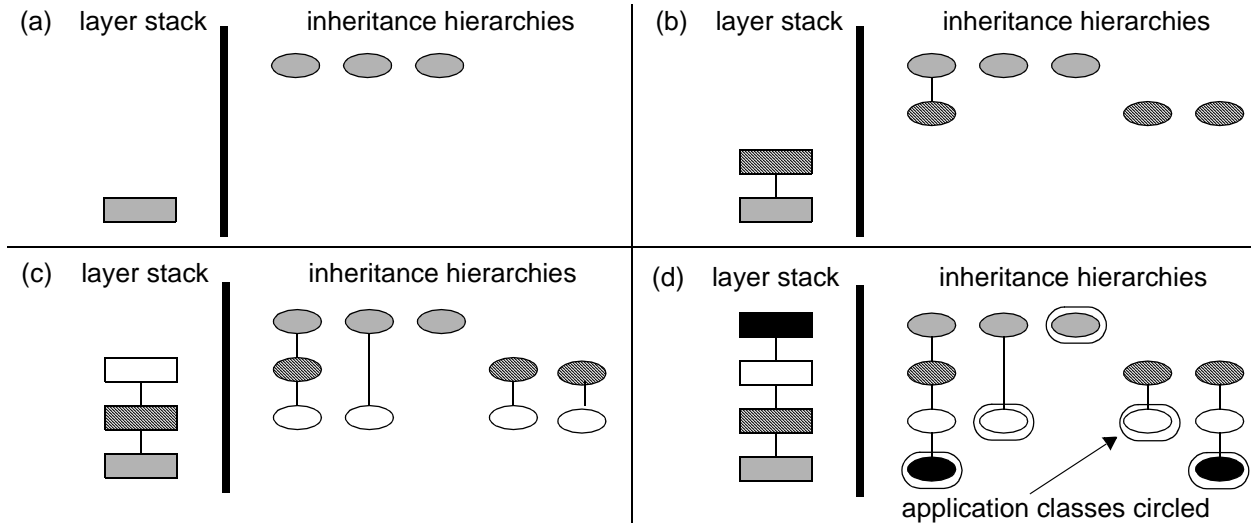 (a) layer stack inheritance hierarchies
(b) layer stack inheritance hierarchies
(c) layer stack inheritance hierarchies
(d) layer stack inheritance hierarchies
application classes circled